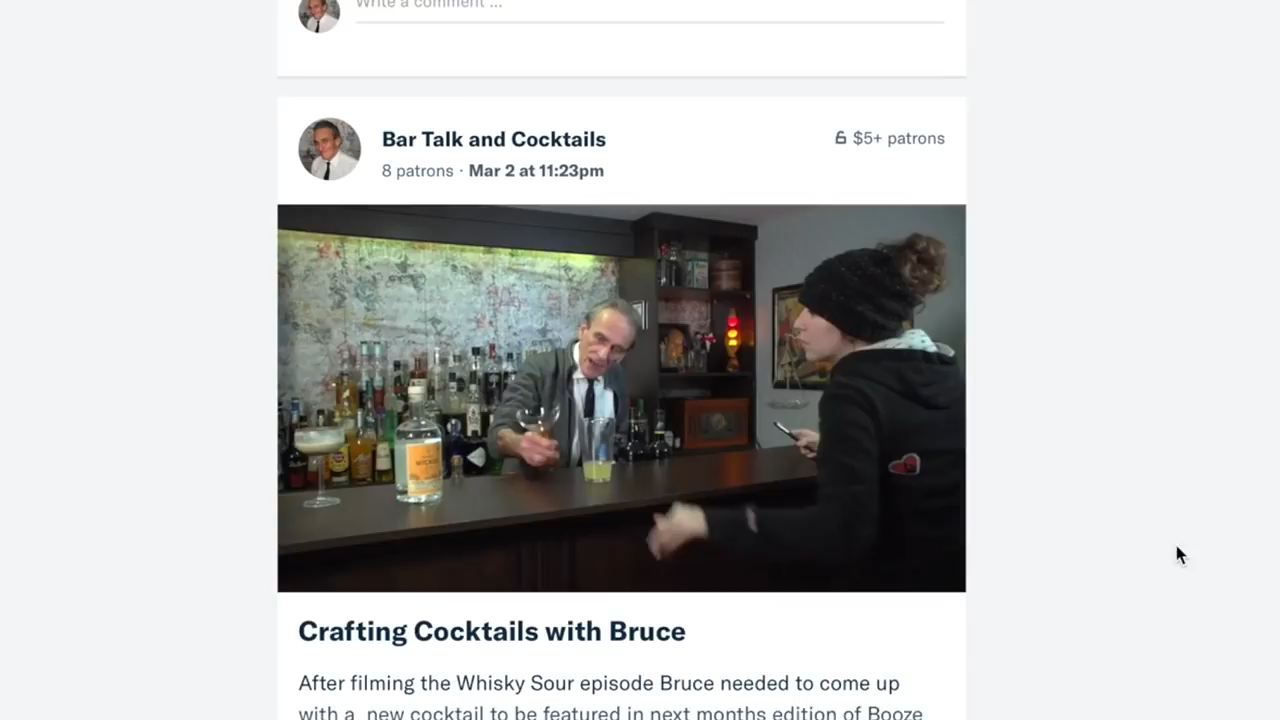 Write a comment ...
Bar Talk and Cocktails
$5+ patrons
8 patrons · Mar 2 at 11:23pm
Crafting Cocktails with Bruce
After filming the Whisky Sour episode Bruce needed to come up
with a new cocktail to be featured in next months edition of Booze